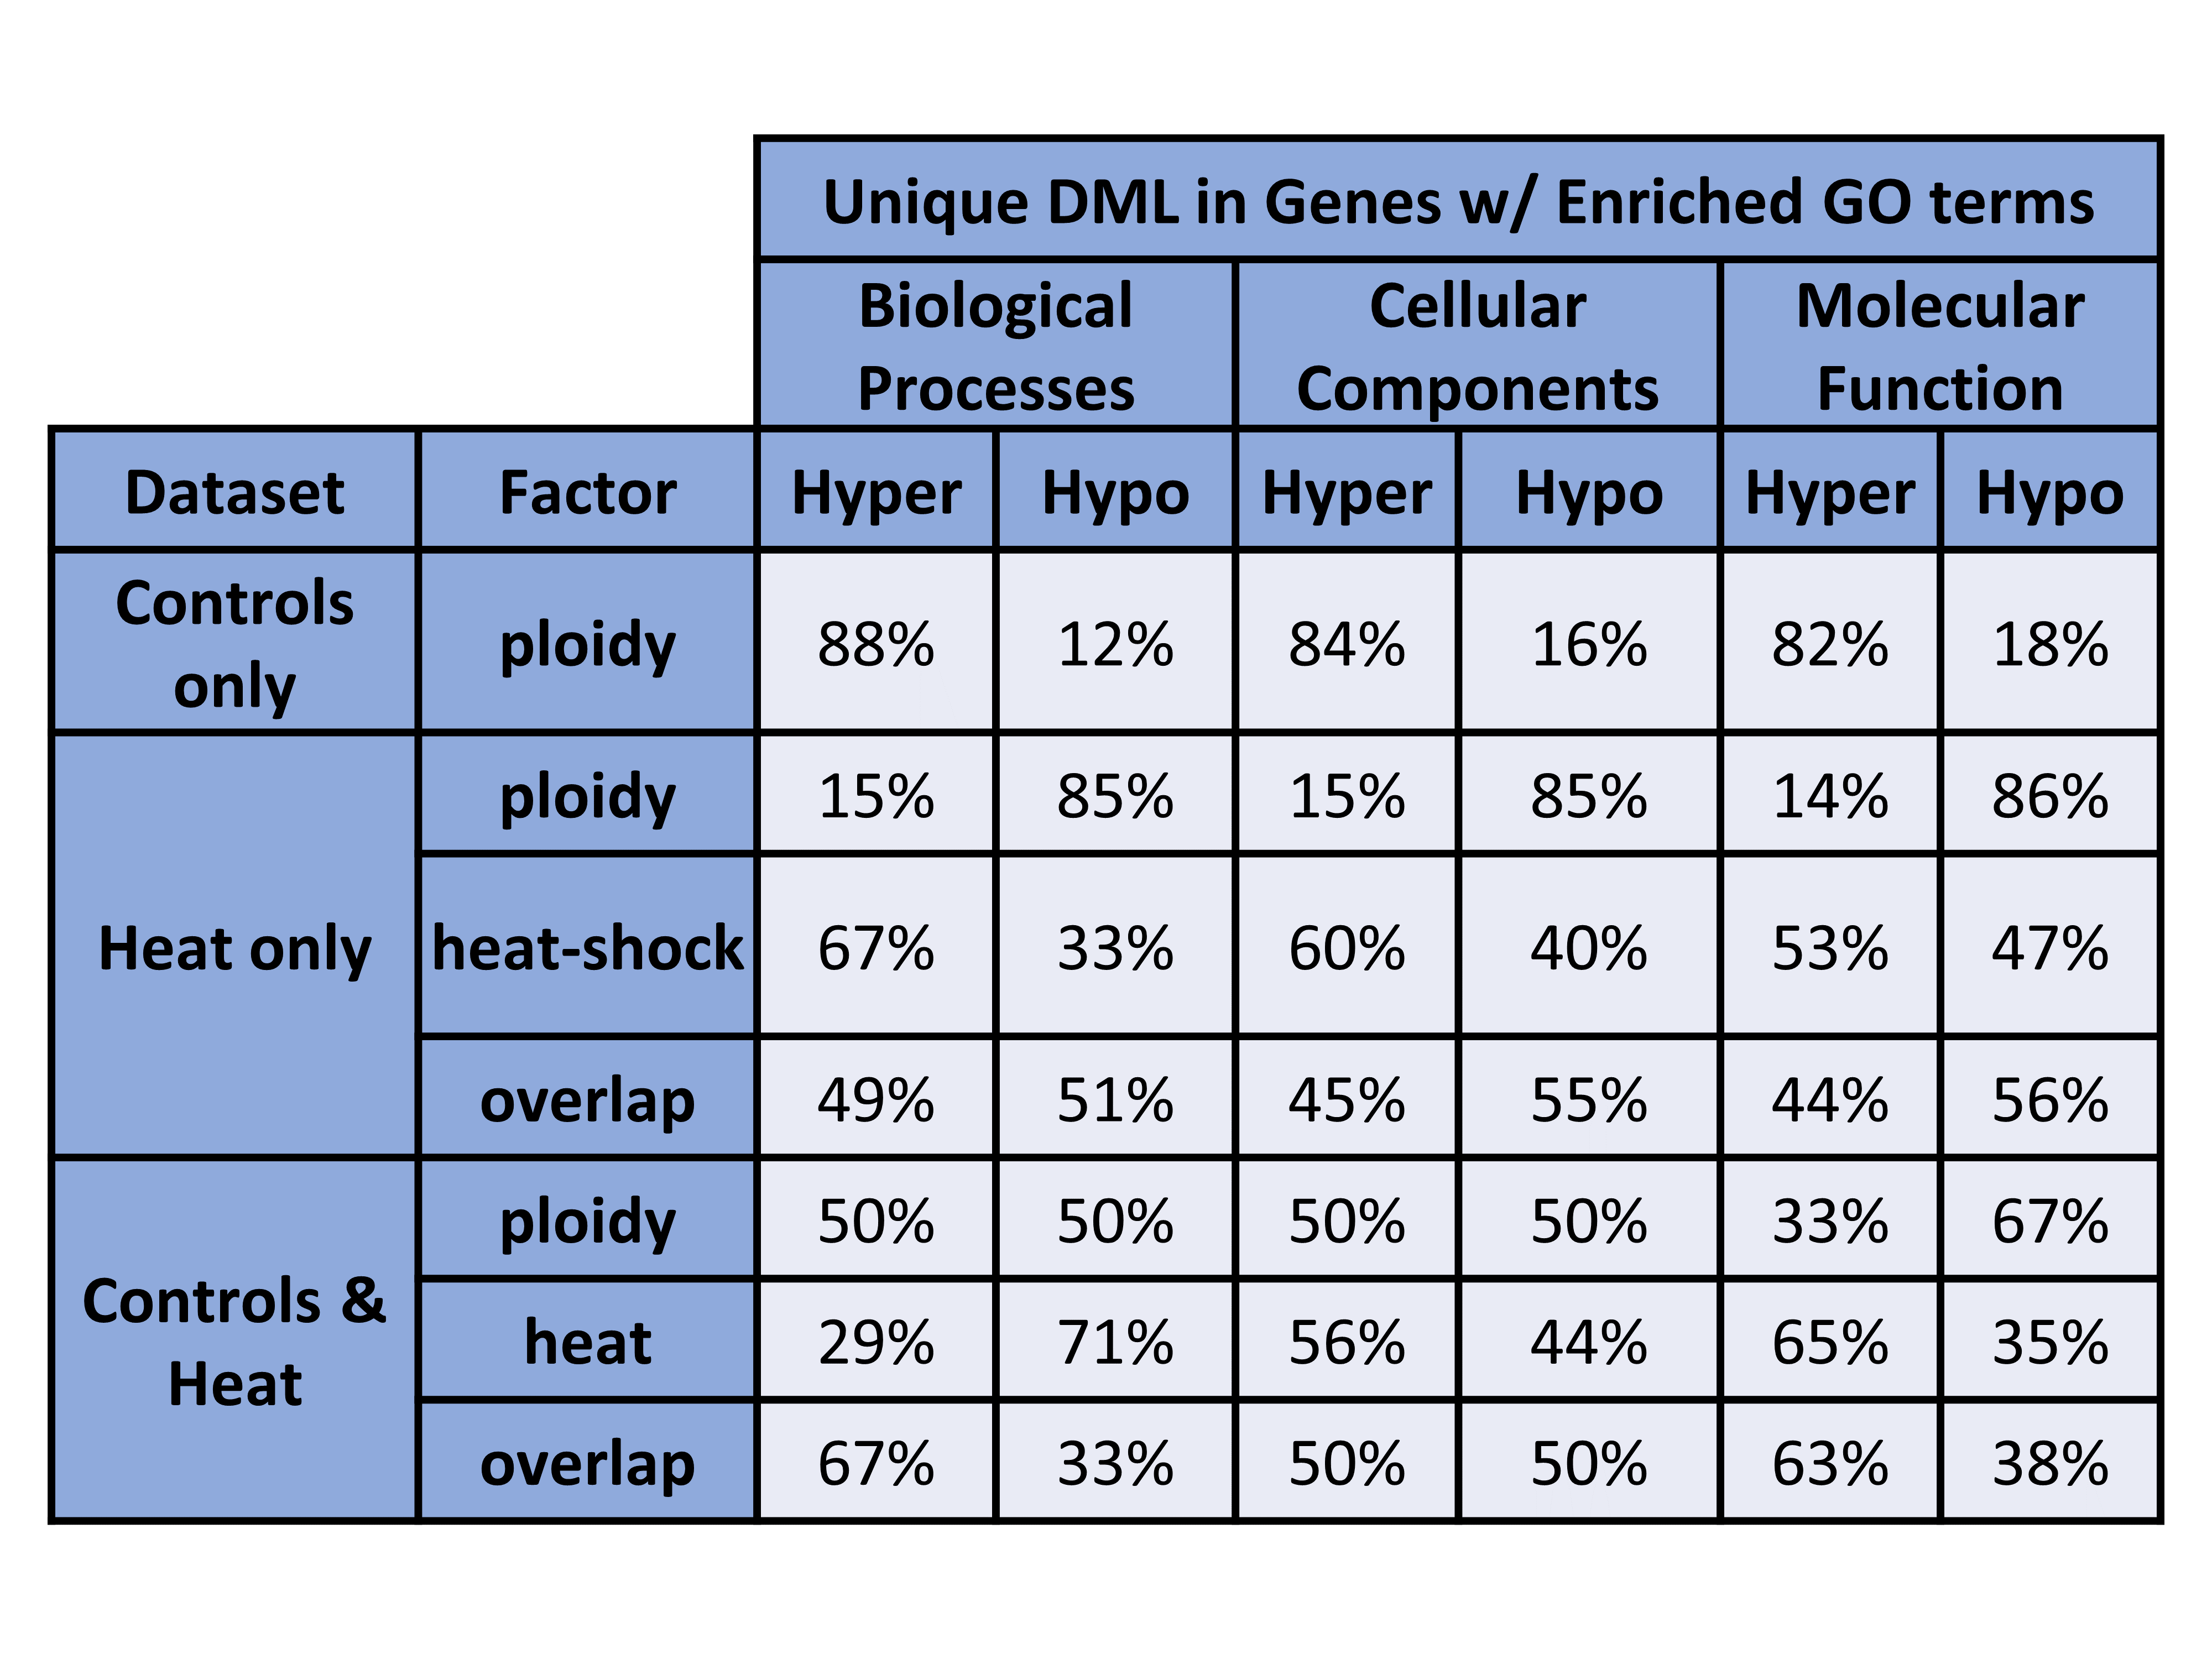 Unique DML in Genes w/ Enriched GO terms
Biological Processes Cellular Components Molecular Function
Dataset Factor Hyper Hypo Hyper Hypo Hyper Hypo
Controls only ploidy 88% 12% 84% 16% 82% 18%
Heat only ploidy 15% 85% 15% 85% 14% 86%
heat-shock 67% 33% 60% 40% 53% 47%
overlap 49% 51% 45% 55% 44% 56%
Controls & Heat ploidy 50% 50% 50% 50% 33% 67%
heat 29% 71% 56% 44% 65% 35%
overlap 67% 33% 50% 50% 63% 38%